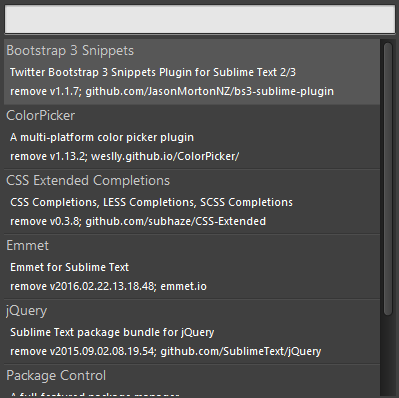 Bootstrap 3 Snippets
Twitter Bootstrap 3 Snippets Plugin for Sublime Text 2/3
remove v1.1.7; github.com/JasonMortonNZ/bs3-sublime-plugin
ColorPicker
A multi-platform color picker plugin
remove v1.13.2; weslly.github.io/ColorPicker/
CSS Extended Completions
CSS Completions, LESS Completions, SCSS Completions
remove v0.3.8; github.com/subhaze/CSS-Extended
Emmet
Emmet for Sublime Text
remove v2016.02.22.13.18.48; emmet.io
jQuery
Sublime Text package bundle for jQuery
remove v2015.09.02.08.19.54; github.com/SublimeText/jQuery
Package Control
A full-featured package manager